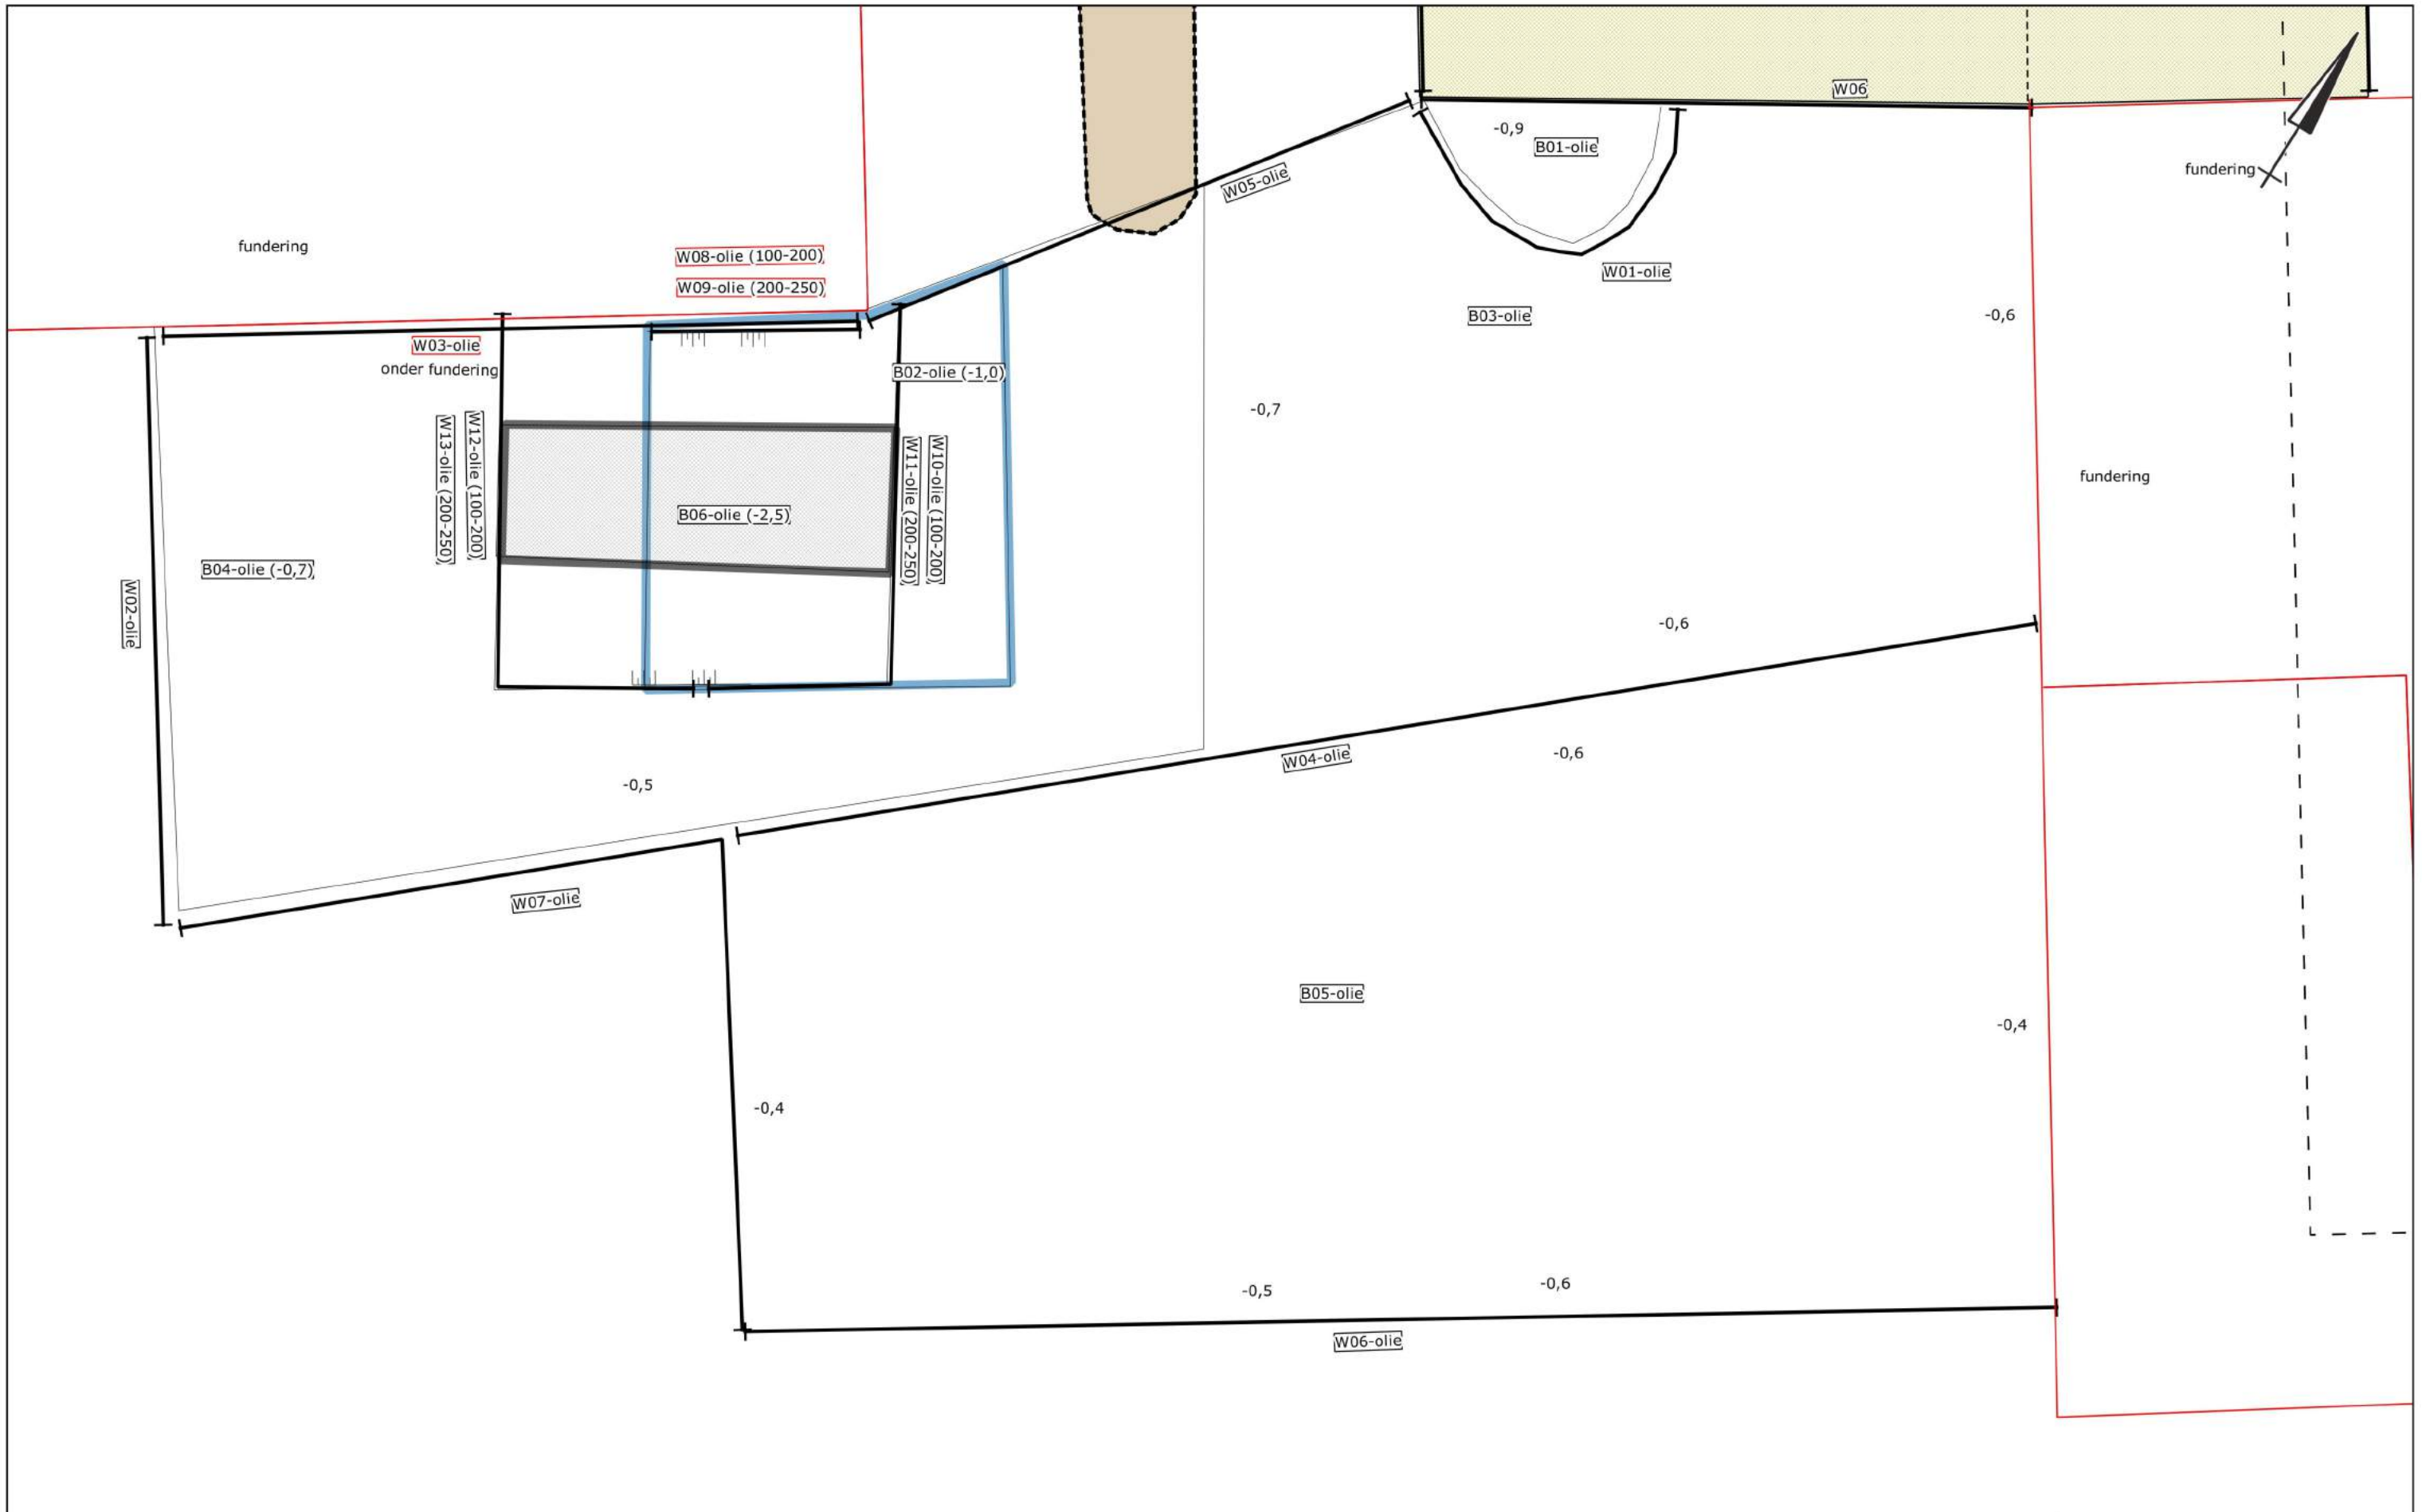 W06
-0,9
B01-olie
fundering
W05-olie
fundering
W08-olie (100-200)
W09-olie (200-250)
W01-olie
B03-olie
-0,6
W03-olie
onder fundering
B02-olie (-1,0)
-0,7
W13-olie (200-250)
W12-olie (100-200)
W11-olie (200-250)
W10-olie (100-200)
fundering
B06-olie (-2,5)
B04-olie (-0,7)
W02-olie
-0,6
W04-olie
-0,6
-0,5
W07-olie
B05-olie
-0,4
-0,4
-0,5
-0,6
W06-olie